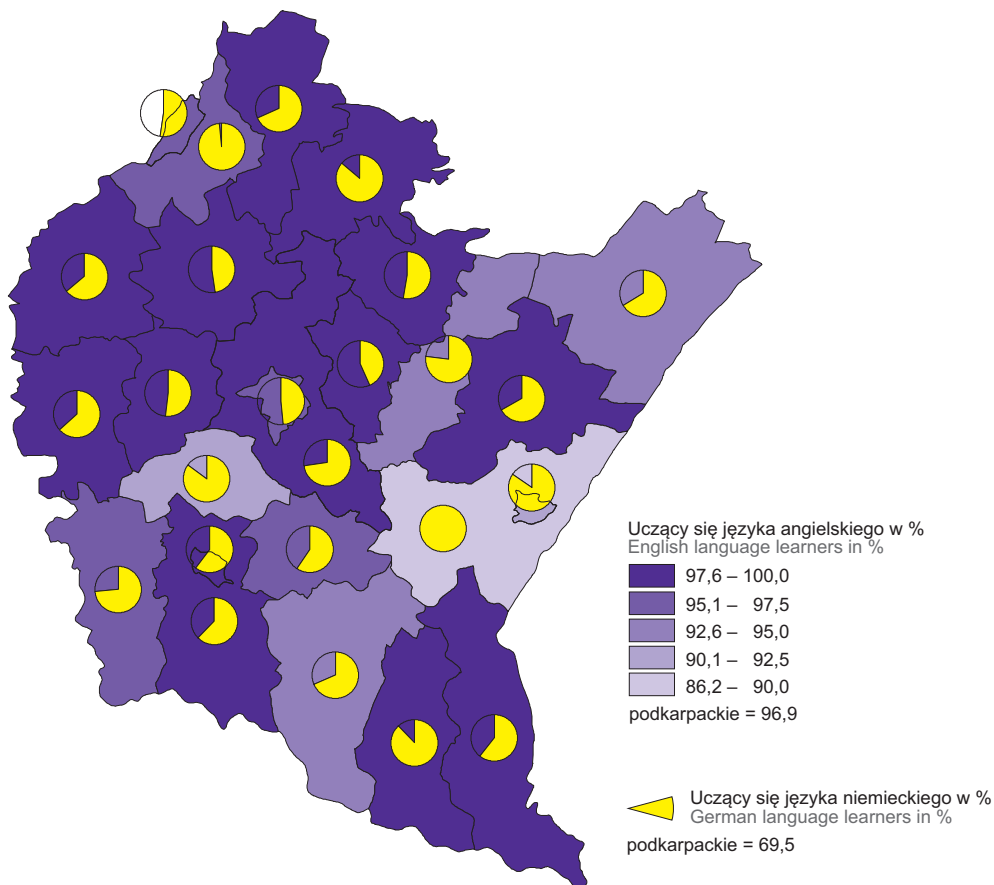 Uczący się języka angielskiego w %
English language learners in %
97,6 – 100,0
95,1 – 97,5
92,6 – 95,0
90,1 – 92,5
86,2 – 90,0
podkarpackie = 96,9
Uczący się języka niemieckiego w %
German language learners in %
podkarpackie = 69,5